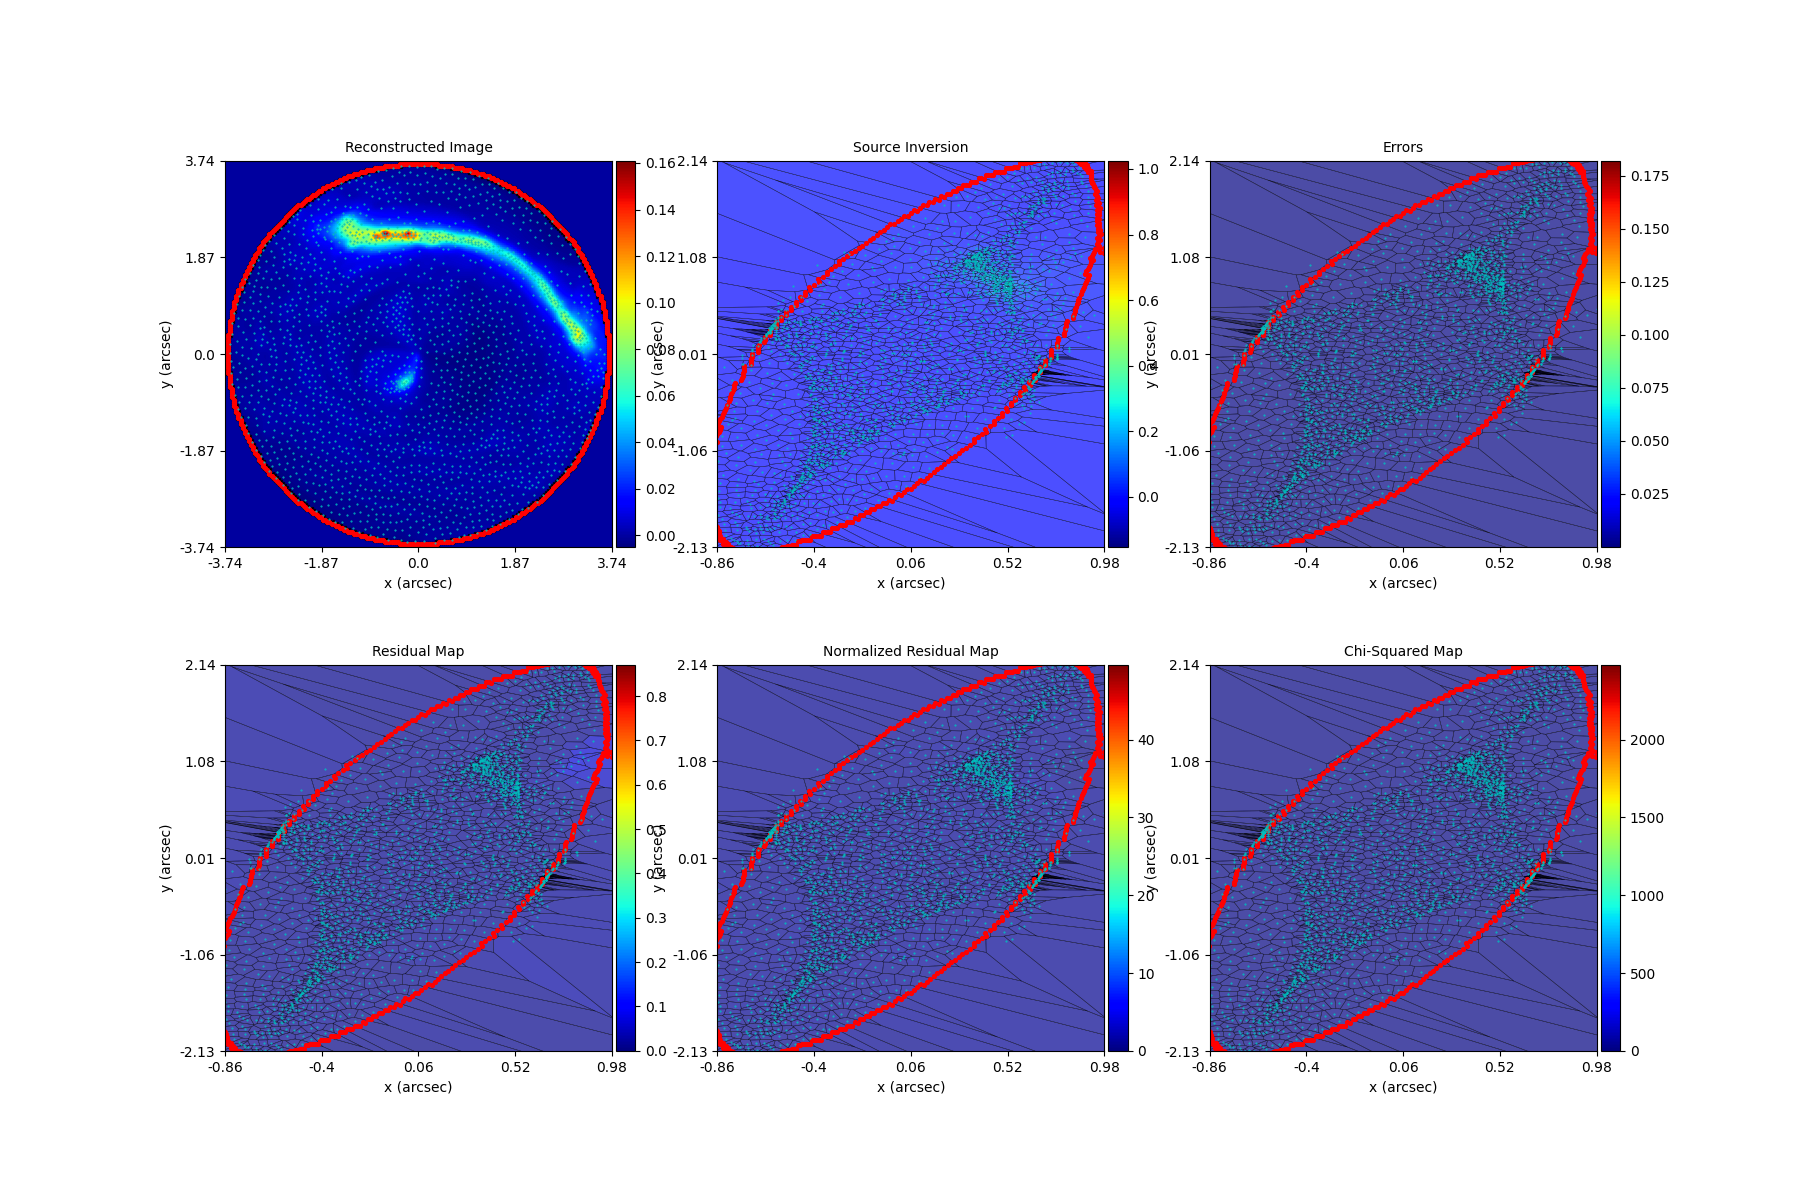 Reconstructed Image
3.74
1.87
0.0
-1.87
-3.74
y (arcsec)
-3.74 -1.87 0.0 1.87 3.74
x (arcsec)
0.16
0.14
0.12
0.10
0.08
0.06
0.04
0.02
0.00
Source Inversion
2.14
1.08
0.01
-1.06
-2.13
y (arcsec)
-0.86 -0.4 0.06 0.52 0.98
x (arcsec)
1.0
0.8
0.6
0.4
0.2
0.0
Errors
2.14
1.08
0.01
-1.06
-2.13
y (arcsec)
-0.86 -0.4 0.06 0.52 0.98
x (arcsec)
0.175
0.150
0.125
0.100
0.075
0.050
0.025
Residual Map
2.14
1.08
0.01
-1.06
-2.13
y (arcsec)
-0.86 -0.4 0.06 0.52 0.98
x (arcsec)
0.8
0.7
0.6
0.5
0.4
0.3
0.2
0.1
0.0
Normalized Residual Map
2.14
1.08
0.01
-1.06
-2.13
y (arcsec)
-0.86 -0.4 0.06 0.52 0.98
x (arcsec)
40
30
20
10
0
Chi-Squared Map
2.14
1.08
0.01
-1.06
-2.13
y (arcsec)
-0.86 -0.4 0.06 0.52 0.98
x (arcsec)
2000
1500
1000
500
0